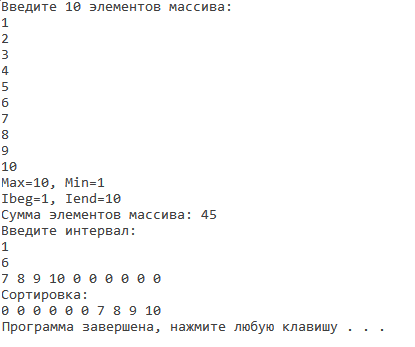 Введите 10 элементов массива:
1
2
3
4
5
6
7
8
9
10
Max=10, Min=1
Ibeg=1, Iend=10
Сумма элементов массива: 45
Введите интервал:
1
6
7 8 9 10 0 0 0 0 0 0
Сортировка:
0 0 0 0 0 0 7 8 9 10
Программа завершена, нажмите любую клавишу . . .